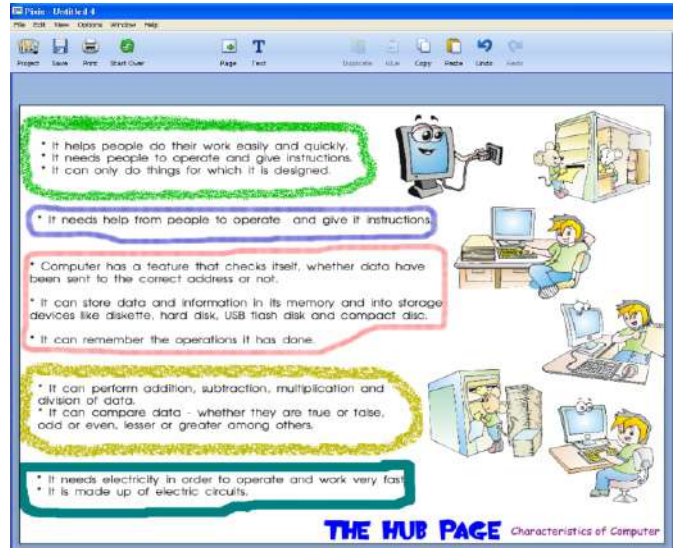 Pixie - Untitled 4
File Edit View Options Window Help
Project Save Print Start Over Page Text Duplicate Glue Copy Paste Undo Redo
* It helps people do their work easily and quickly.
* It needs people to operate and give instructions.
* It can only do things for which it is designed.
* It needs help from people to operate and give it instructions.
* Computer has a feature that checks itself, whether data have
been sent to the correct address or not.
* It can store data and information in its memory and into storage
devices like diskette, hard disk, USB flash disk and compact disc.
* It can remember the operations it has done.
* It can perform addition, subtraction, multiplication and
division of data.
* It can compare data - whether they are true or false,
odd or even, lesser or greater among others.
* It needs electricity in order to operate and work very fast
* It is made up of electric circuits.
THE HUB PAGE Characteristics of Computer